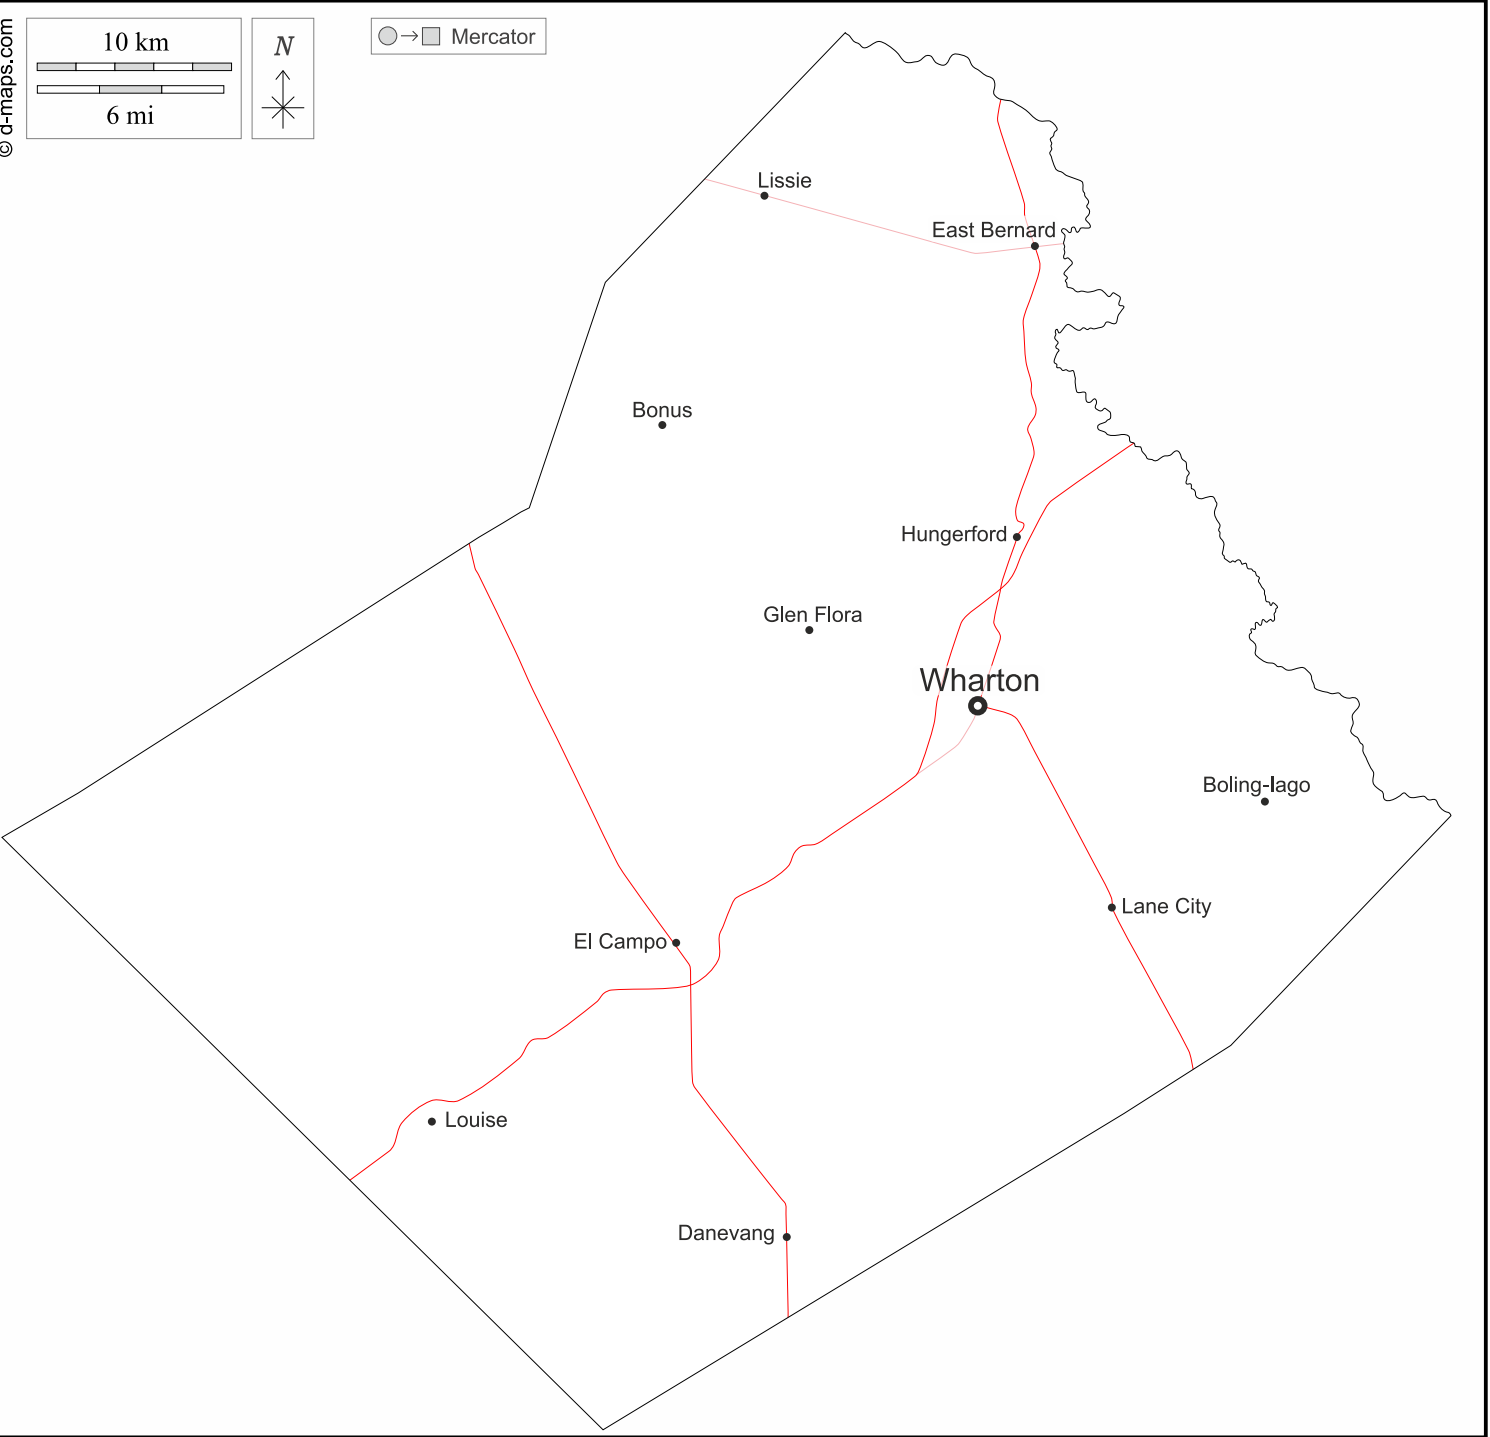 © d-maps.com
10 km
6 mi
N
Mercator
Lissie
East Bernard
Bonus
Hungerford
Glen Flora
Wharton
Boling-Iago
Lane City
El Campo
Louise
Danevang